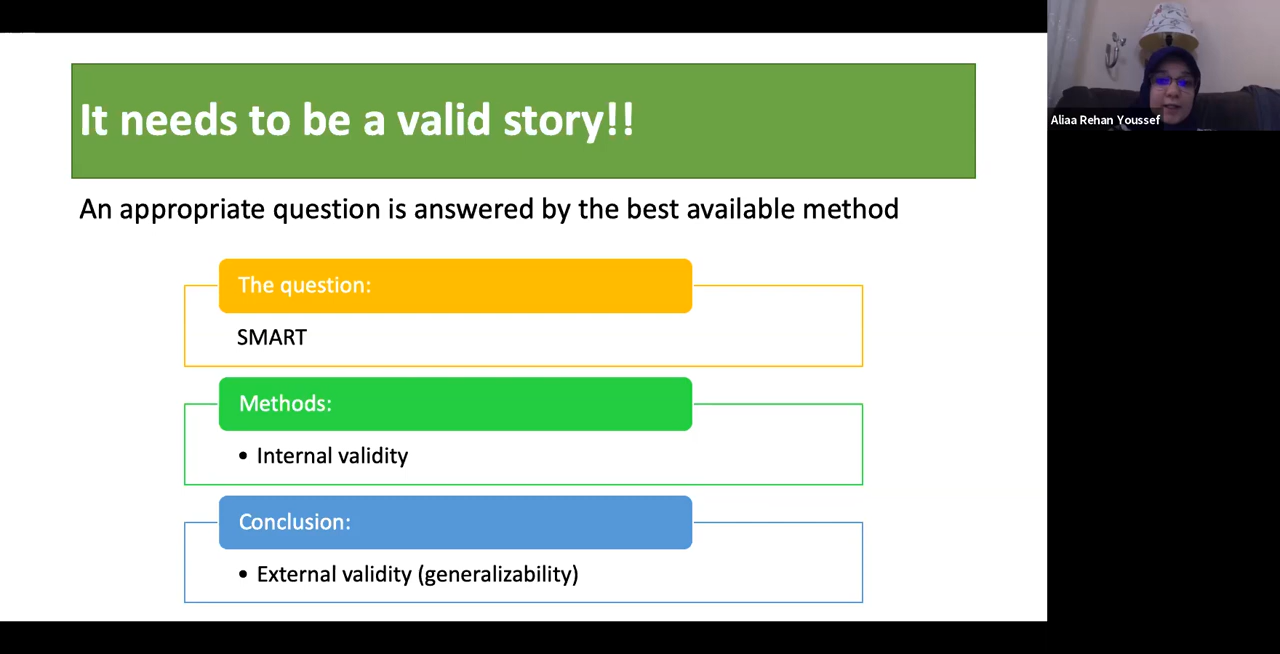 It needs to be a valid story!!
An appropriate question is answered by the best available method
The question:
SMART
Methods:
• Internal validity
Conclusion:
• External validity (generalizability)
Aliaa Rehan Youssef